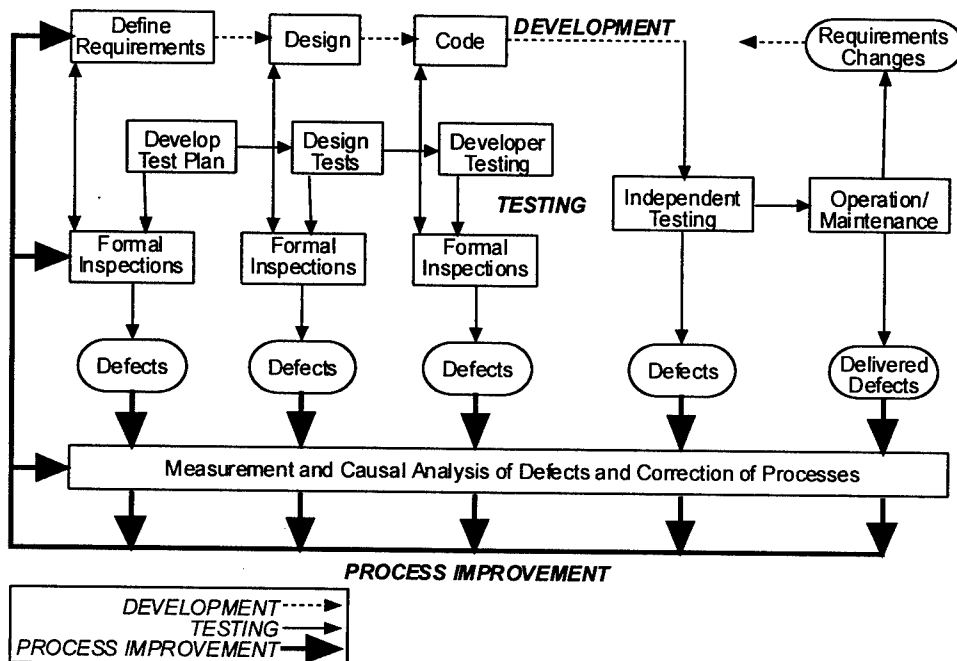 Define
Requirements
Design
Code
DEVELOPMENT
Requirements
Changes
Develop
Test Plan
Design
Tests
Developer
Testing
TESTING
Independent
Testing
Operation/
Maintenance
Formal
Inspections
Formal
Inspections
Formal
Inspections
Defects
Defects
Defects
Defects
Delivered
Defects
Measurement and Causal Analysis of Defects and Correction of Processes
PROCESS IMPROVEMENT
DEVELOPMENT
TESTING
PROCESS IMPROVEMENT